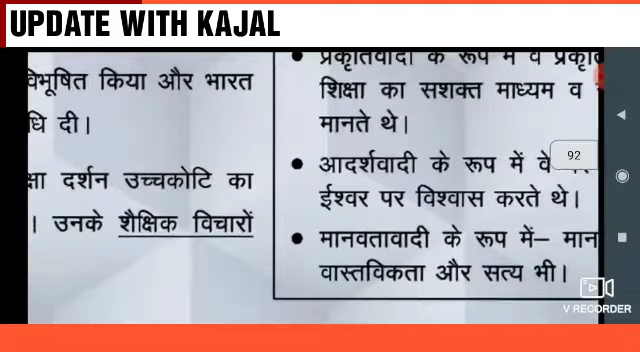 UPDATE WITH KAJAL
विभूषित किया और भारत
धि दी।
क्षा दर्शन उच्चकोटि का
। उनके शैक्षिक विचारों
• प्रकृतिवादी के रूप में वे
शिक्षा का सशक्त माध्यम व
मानते थे।
• आदर्शवादी के रूप में वे
ईश्वर पर विश्वास करते थे।
• मानवतावादी के रूप में– मान
वास्तविकता और सत्य भी।
92
V RECORDER